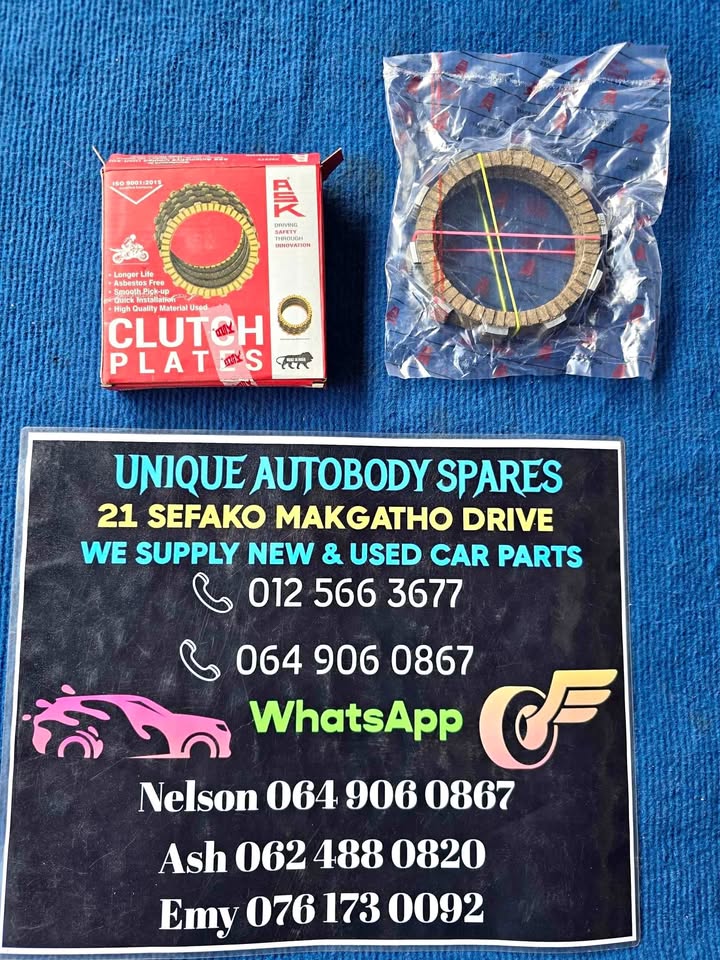 ISO 9001:2015
ASK
DRIVING
SAFETY
THROUGH
INNOVATION
• Longer Life
• Asbestos Free
• Smooth Pick-up
• Quick Installation
• High Quality Material Used
CLUTCH
PLATES
UNIQUE AUTOBODY SPARES
21 SEFAKO MAKGATHO DRIVE
WE SUPPLY NEW & USED CAR PARTS
012 566 3677
064 906 0867
WhatsApp
Nelson 064 906 0867
Ash 062 488 0820
Emy 076 173 0092